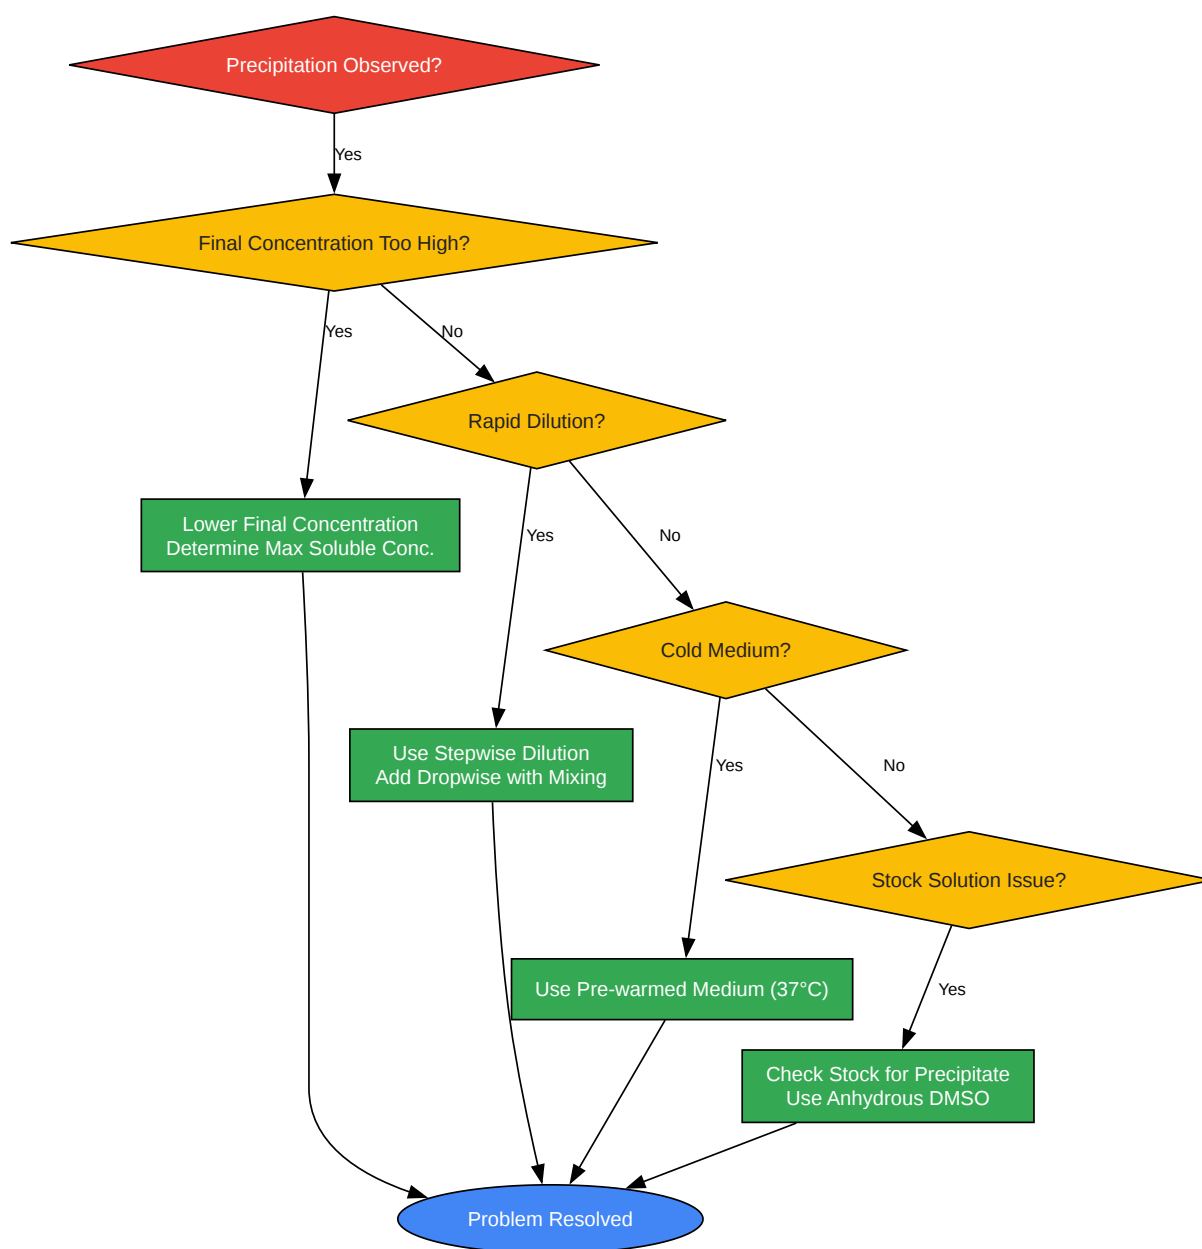 Precipitation Observed?
Yes
Final Concentration Too High?
Yes
No
Rapid Dilution?
Lower Final Concentration
Determine Max Soluble Conc.
Yes
No
Cold Medium?
Use Stepwise Dilution
Add Dropwise with Mixing
Yes
No
Stock Solution Issue?
Use Pre-warmed Medium (37°C)
Yes
Check Stock for Precipitate
Use Anhydrous DMSO
Problem Resolved